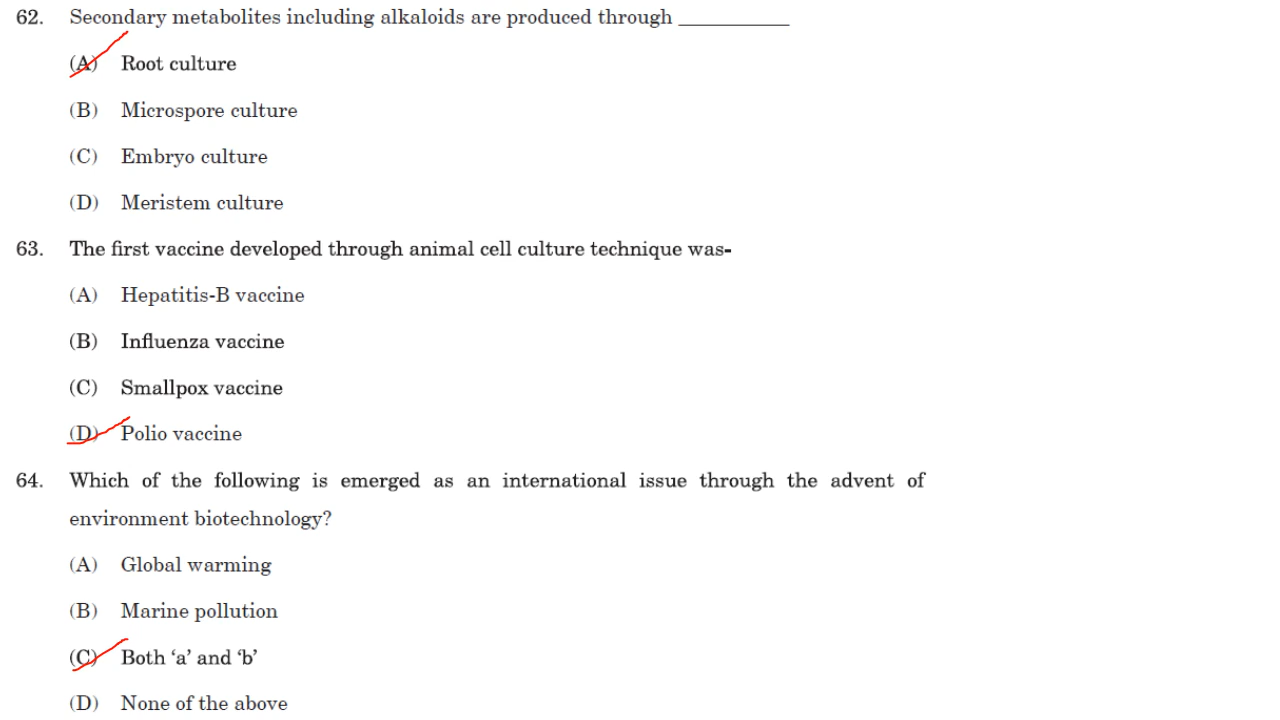 62. Secondary metabolites including alkaloids are produced through __________
(A) Root culture
(B) Microspore culture
(C) Embryo culture
(D) Meristem culture
63. The first vaccine developed through animal cell culture technique was-
(A) Hepatitis-B vaccine
(B) Influenza vaccine
(C) Smallpox vaccine
(D) Polio vaccine
64. Which of the following is emerged as an international issue through the advent of
environment biotechnology?
(A) Global warming
(B) Marine pollution
(C) Both ‘a’ and ‘b’
(D) None of the above